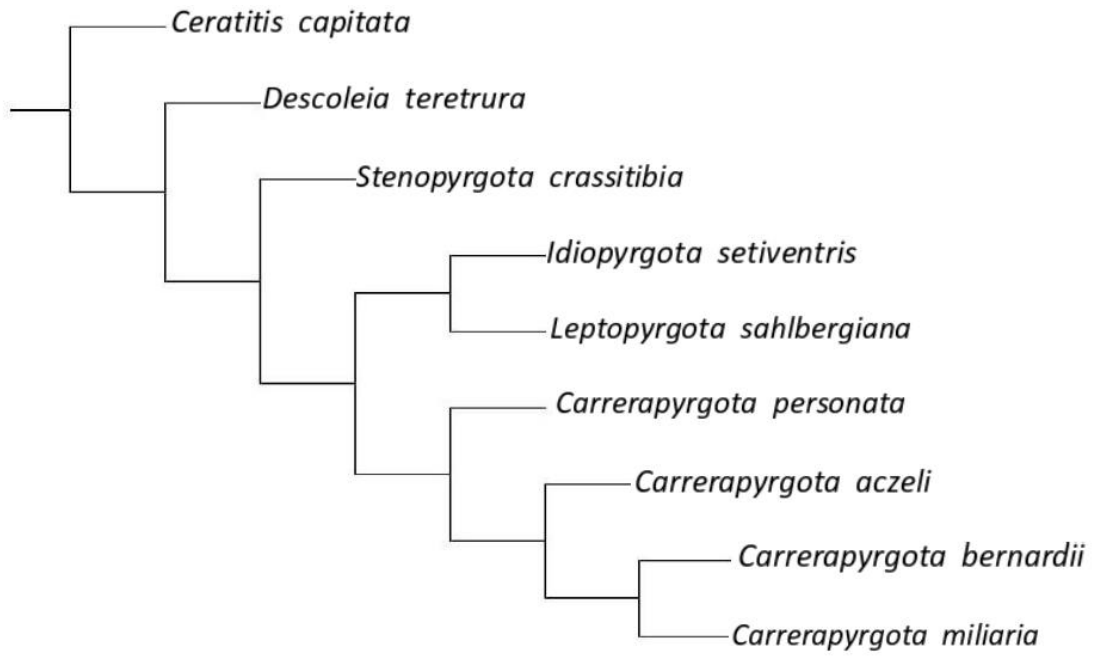 Ceratitis capitata
Descoleia teretrura
Stenopyrgota crassitibia
Idiopyrgota setiventris
Leptopyrgota sahlbergiana
Carrerapyrgota personata
Carrerapyrgota aczeli
Carrerapyrgota bernardii
Carrerapyrgota miliaria